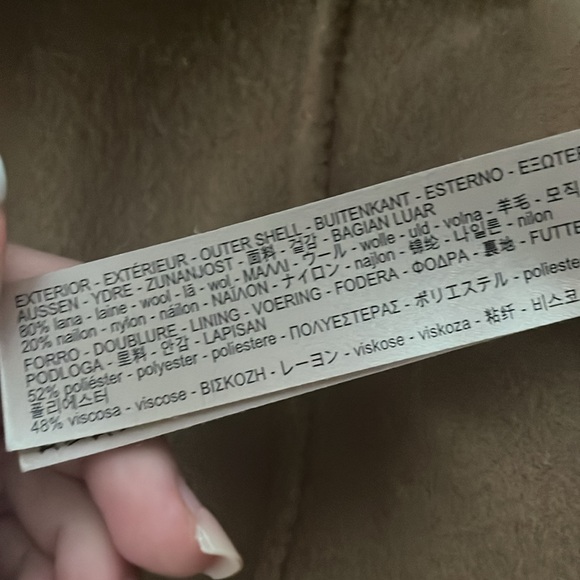 EXTERIOR - EXTÉRIEUR - OUTER SHELL - BUITENKANT - ESTERNO - ΕΞΩΤΕΡ
AUSSEN - YDRE - ZUNANJOST - 面料 - 겉감 - BAGIAN LUAR
80% lana - laine - wool - lã - wol - ΜΑΛΛΙ - ウール - wolle - uld - volna - 羊毛 - 모직
20% nailon - nylon - náilon - ΝΑΪΛΟΝ - ナイロン - najlon - 锦纶 - 나일론 - nilon
FORRO - DOUBLURE - LINING - VOERING - FODERA - ΦΟΔΡΑ - 裏地 - FUTTE
PODLOGA - 里料 - 안감 - LAPISAN
52% poliéster - polyester - poliestere - ΠΟΛΥΕΣΤΕΡΑΣ - ポリエステル - polieste
폴리에스터
48% viscosa - viscose - ΒΙΣΚΟΖΗ - レーヨン - viskose - viskoza - 粘纤 - 비스코